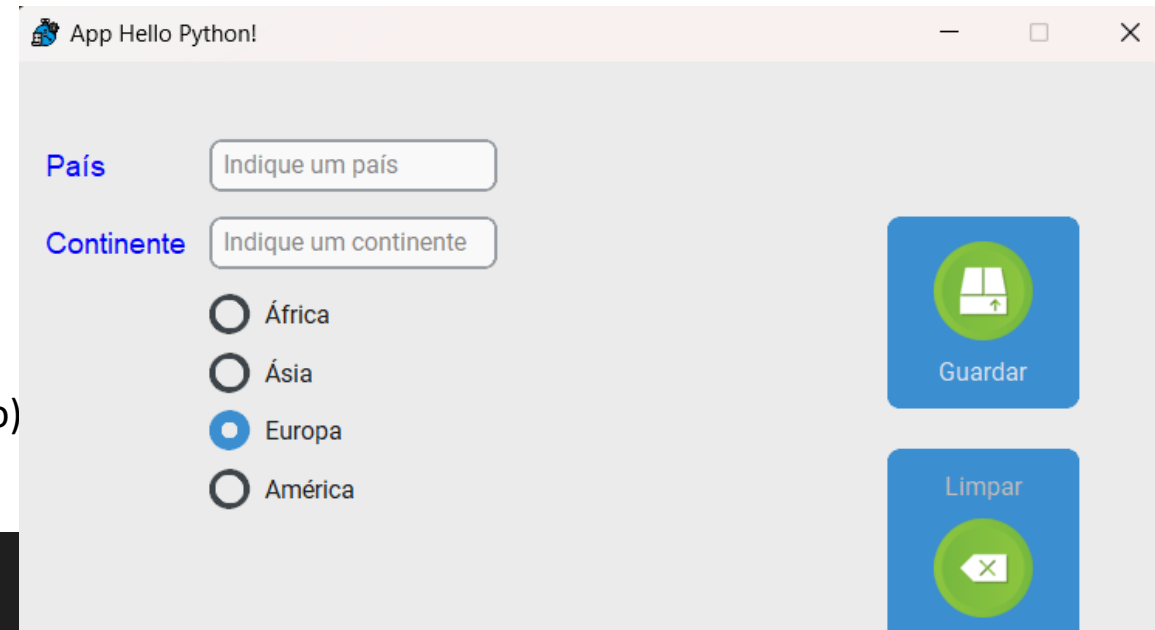 App Hello Python!
País
Indique um país
Continente
Indique um continente
África
Ásia
Europa
América
o)
Guardar
Limpar